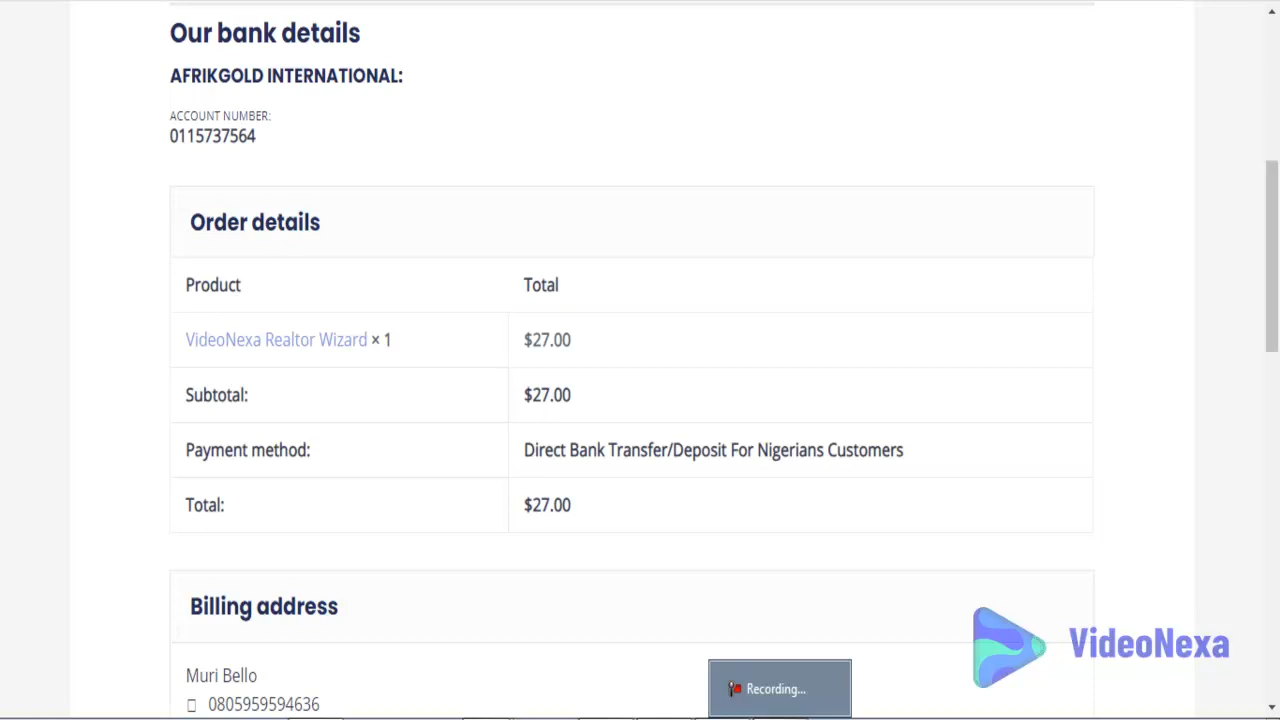 Our bank details
AFRIKGOLD INTERNATIONAL:
ACCOUNT NUMBER:
0115737564
Order details
Product Total
VideoNexa Realtor Wizard × 1 $27.00
Subtotal: $27.00
Payment method: Direct Bank Transfer/Deposit For Nigerians Customers
Total: $27.00
Billing address
Muri Bello
0805959594636
Recording...
VideoNexa